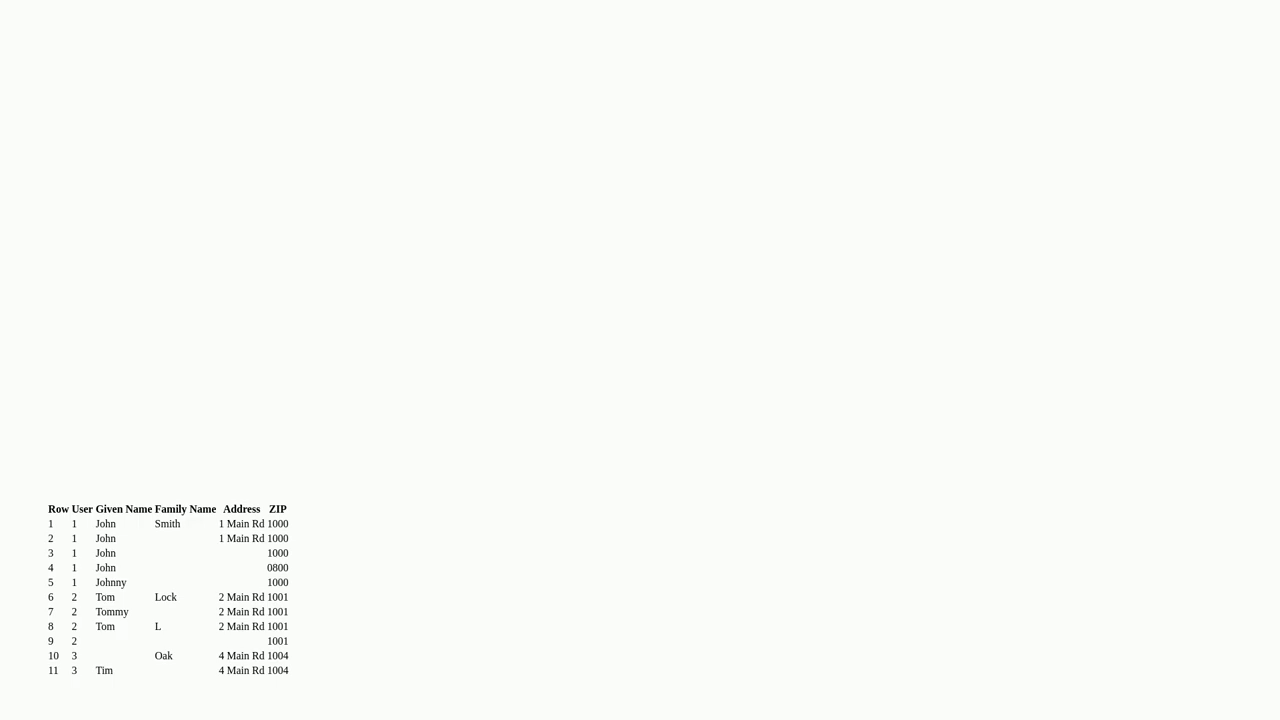 Row User Given Name Family Name Address ZIP
1 1 John Smith 1 Main Rd 1000
2 1 John 1 Main Rd 1000
3 1 John 1000
4 1 John 0800
5 1 Johnny 1000
6 2 Tom Lock 2 Main Rd 1001
7 2 Tommy 2 Main Rd 1001
8 2 Tom L 2 Main Rd 1001
9 2 1001
10 3 Oak 4 Main Rd 1004
11 3 Tim 4 Main Rd 1004